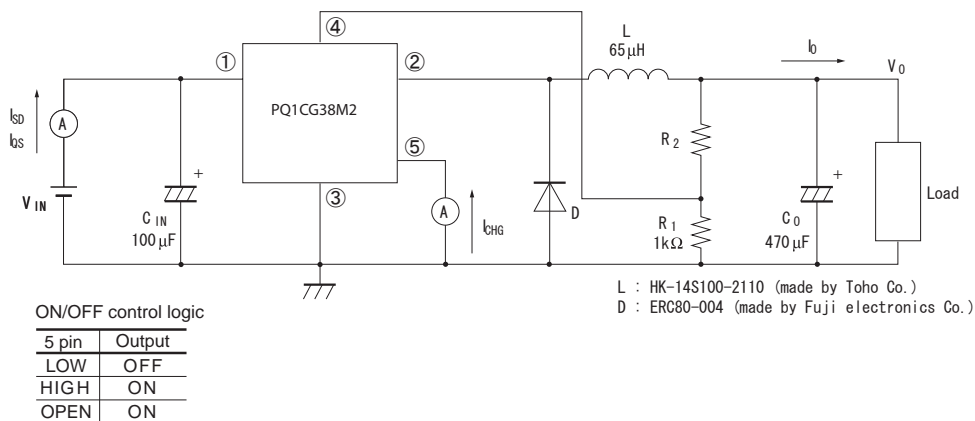 ④
L
65μH
I0
V0
①
②
PQ1CG38M2
ISD
IQS
A
R2
⑤
+
+
VIN
③
A
D
Load
CIN
100μF
ICHG
R1
1kΩ
C0
470μF
L : HK-14S100-2110 (made by Toho Co.)
D : ERC80-004 (made by Fuji electronics Co.)
ON/OFF control logic
5 pin Output
LOW OFF
HIGH ON
OPEN ON